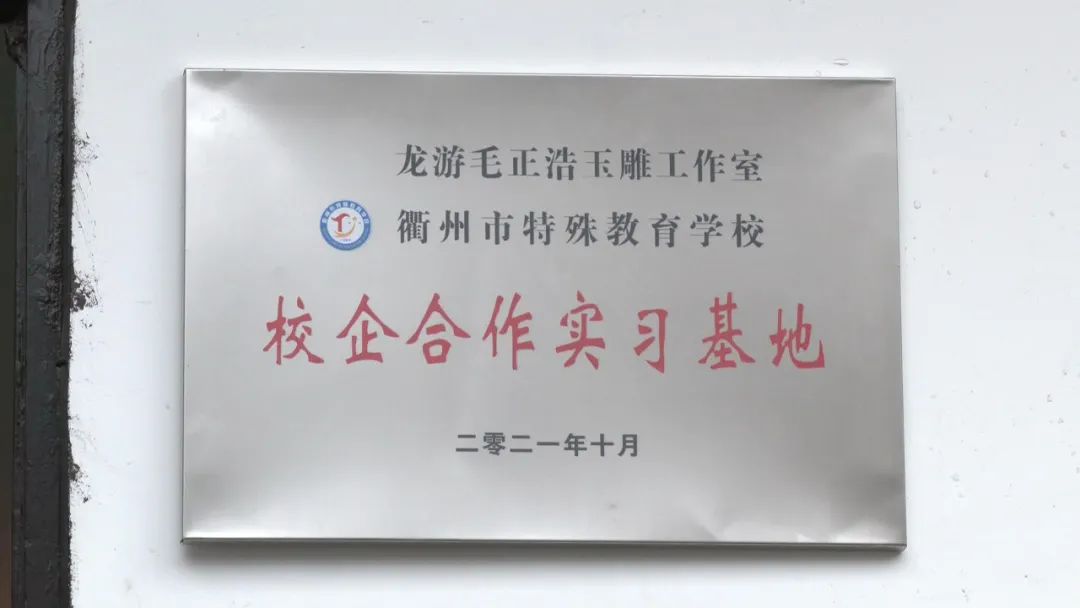 龙游毛正浩玉雕工作室
衢州市特殊教育学校
校企合作实习基地
二零二一年十月